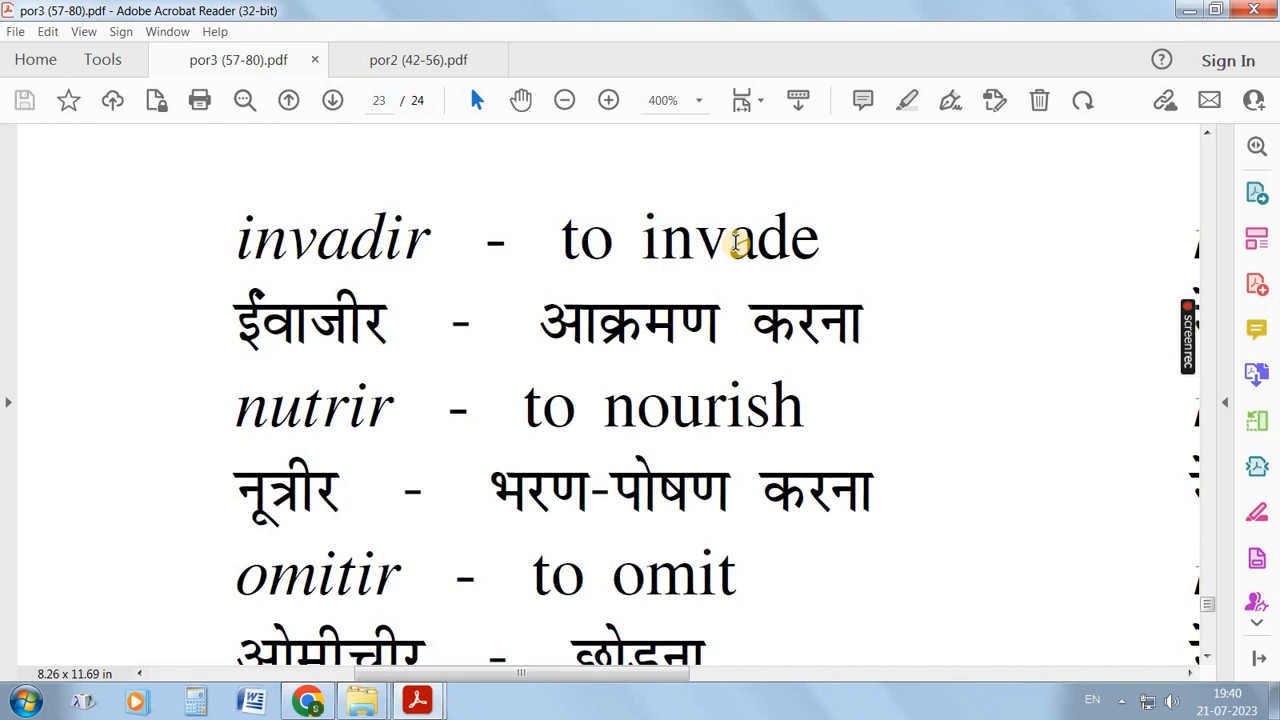 por3 (57-80).pdf - Adobe Acrobat Reader (32-bit)
File Edit View Sign Window Help
Home Tools por3 (57-80).pdf × por2 (42-56).pdf Sign In
23 / 24 400%
invadir - to invade
ईंवाजीर - आक्रमण करना
nutrir - to nourish
नूत्रीर - भरण-पोषण करना
omitir - to omit
ओमीचीर - छोड़ना
screenrec
8.26 x 11.69 in
EN 19:40
21-07-2023